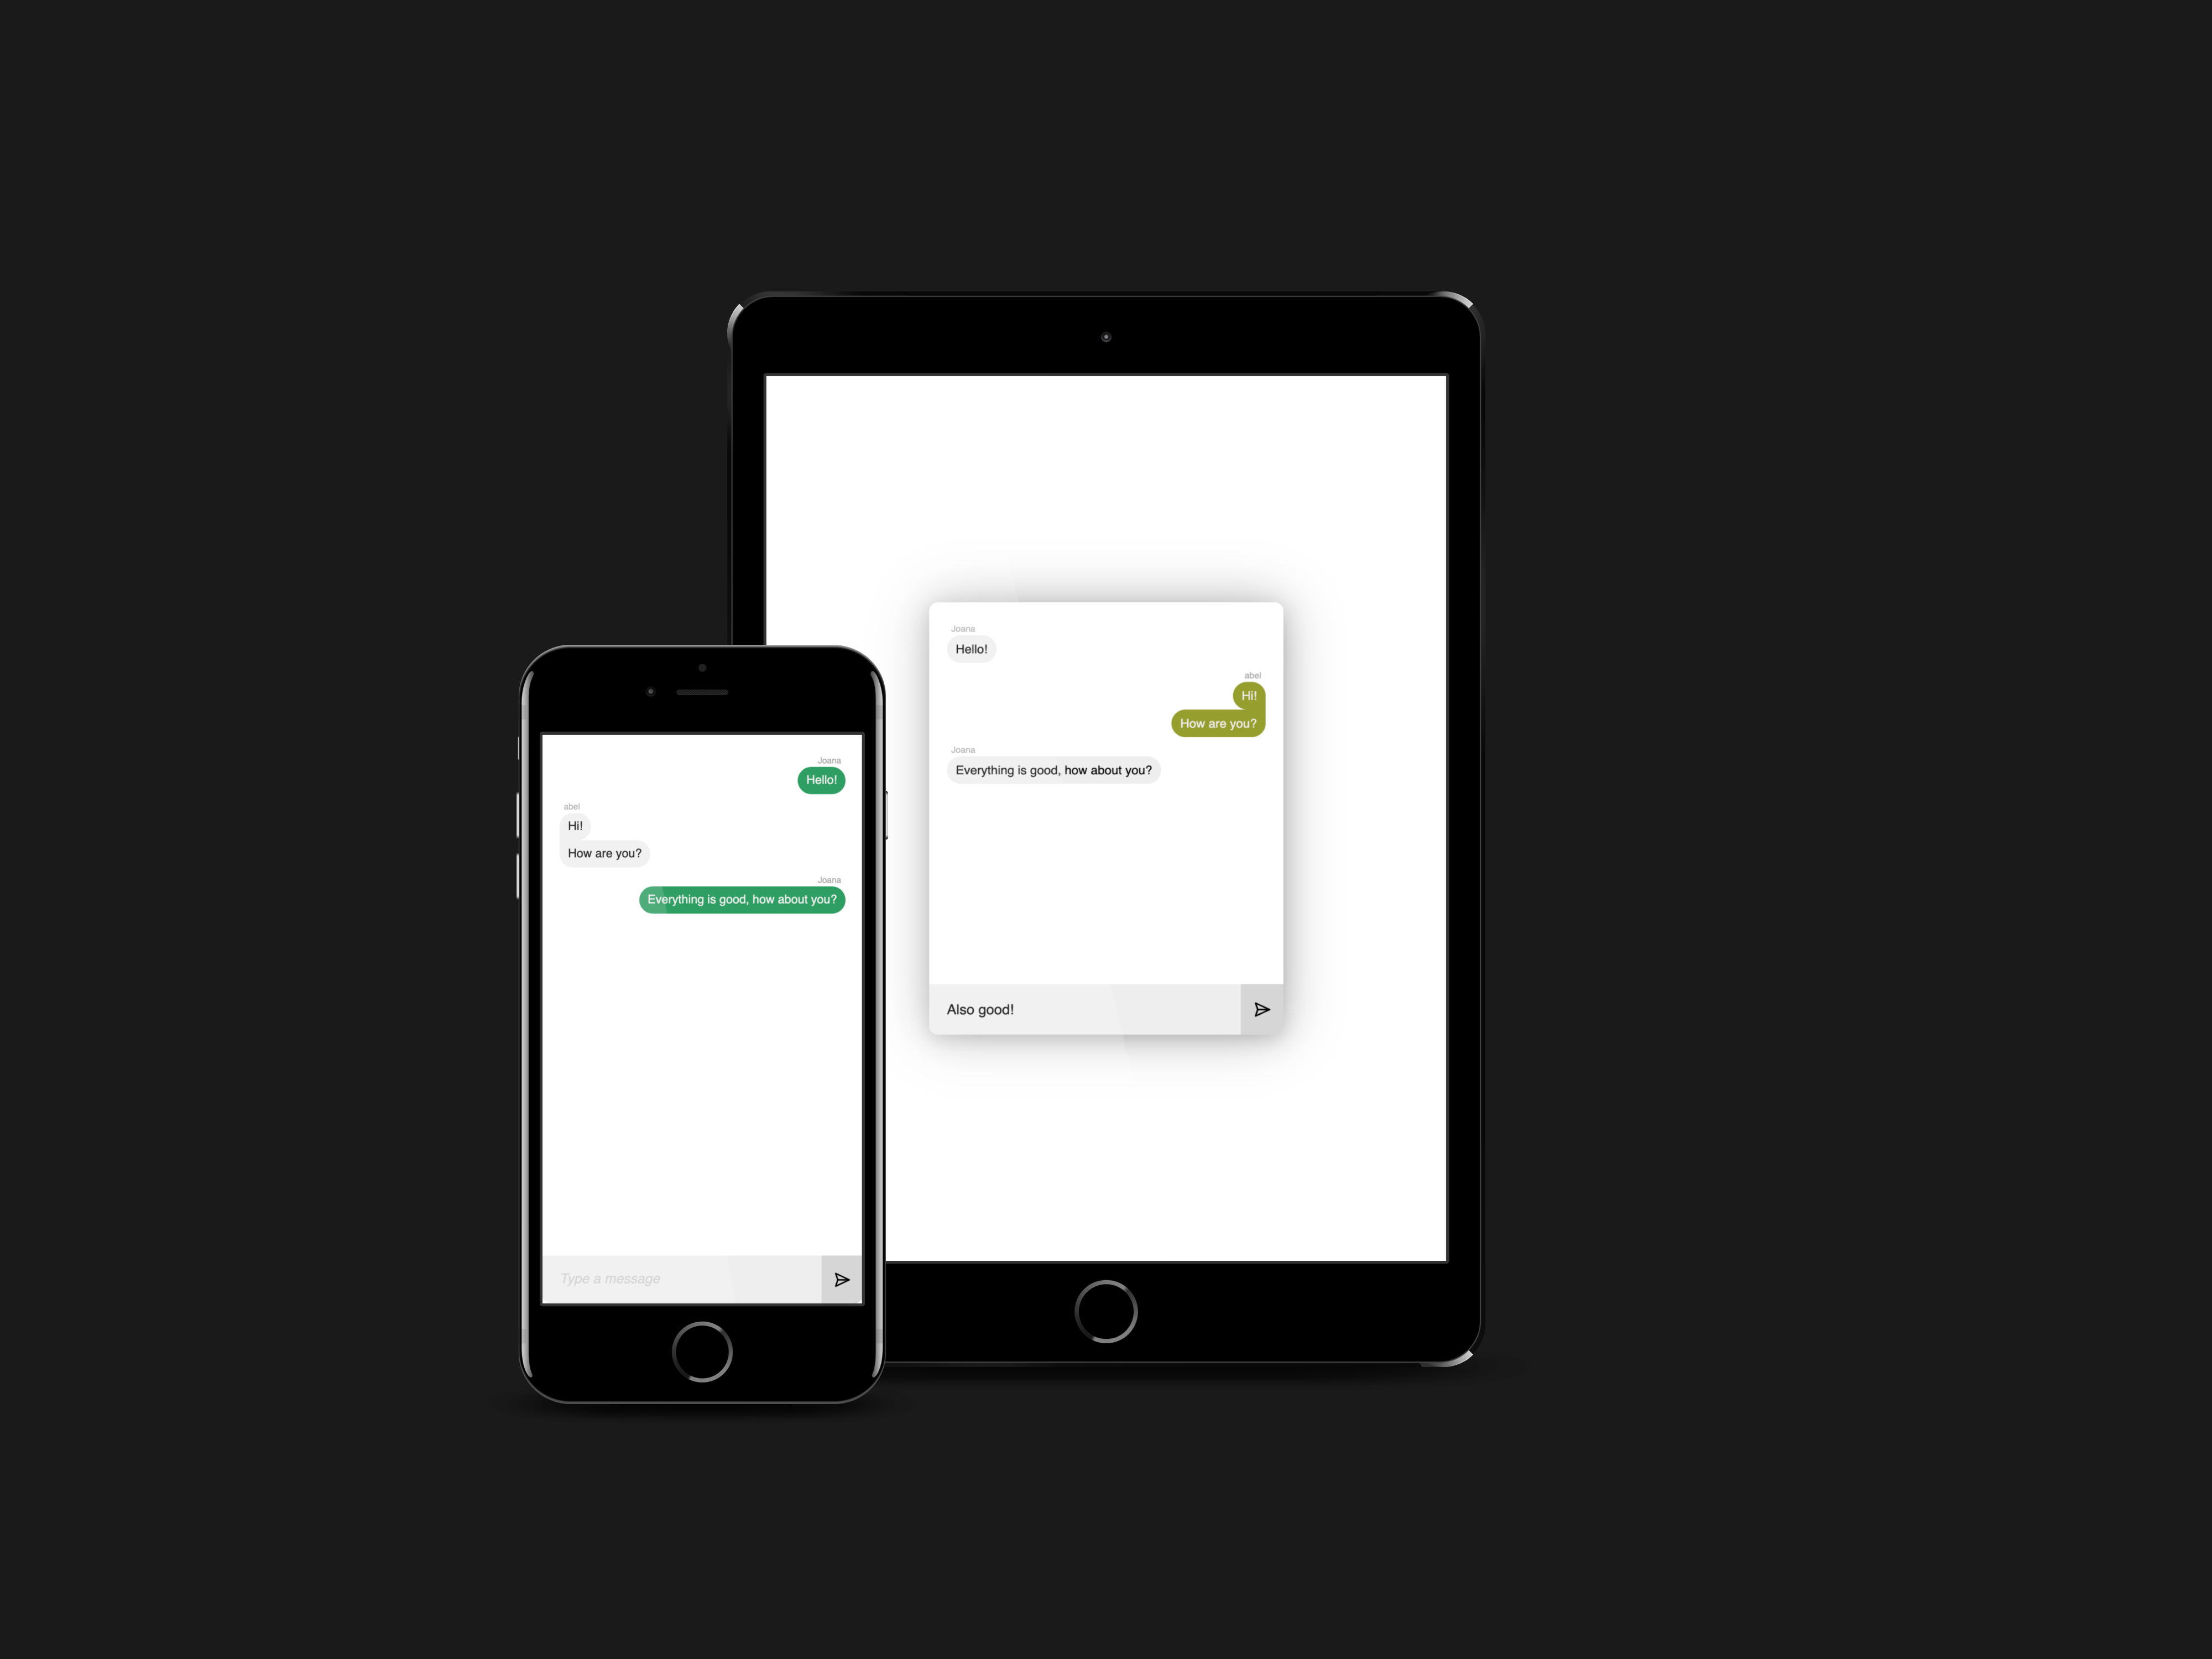 Joana
Hello!
abel
Hi!
How are you?
Joana
Everything is good, how about you?
Type a message
Joana
Hello!
abel
Hi!
How are you?
Joana
Everything is good, how about you?
Also good!